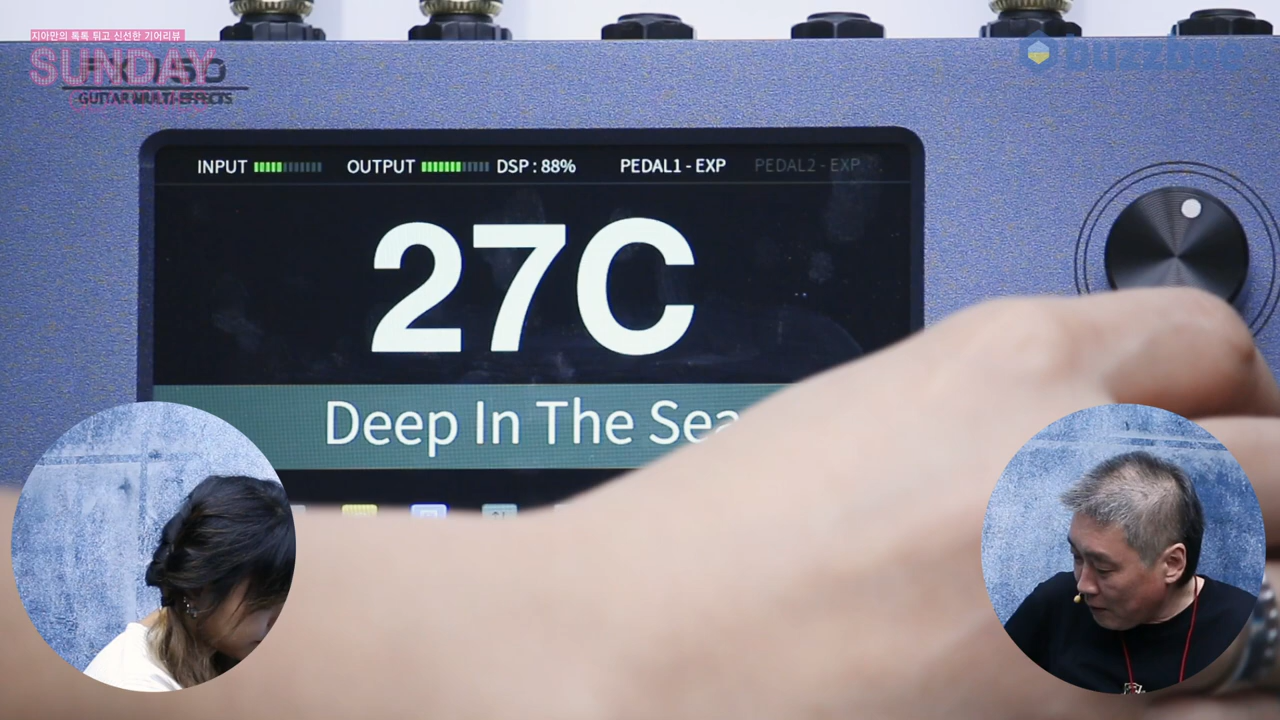 지아만의 톡톡 튀고 신선한 기어리뷰
SUNDAY
GUITAR MULTI-EFFECTS
buzzbee
INPUT OUTPUT DSP : 88% PEDAL1 - EXP PEDAL2 - EXP
27C
Deep In The Sea